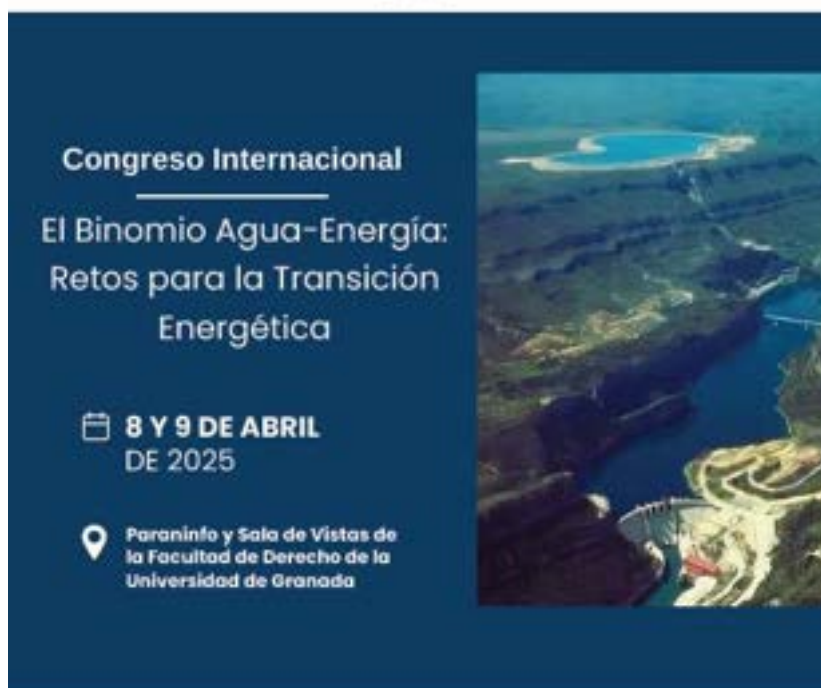 Congreso Internacional
El Binomio Agua-Energía:
Retos para la Transición
Energética
8 Y 9 DE ABRIL
DE 2025
Paraninfo y Sala de Vistas de
la Facultad de Derecho de la
Universidad de Granada